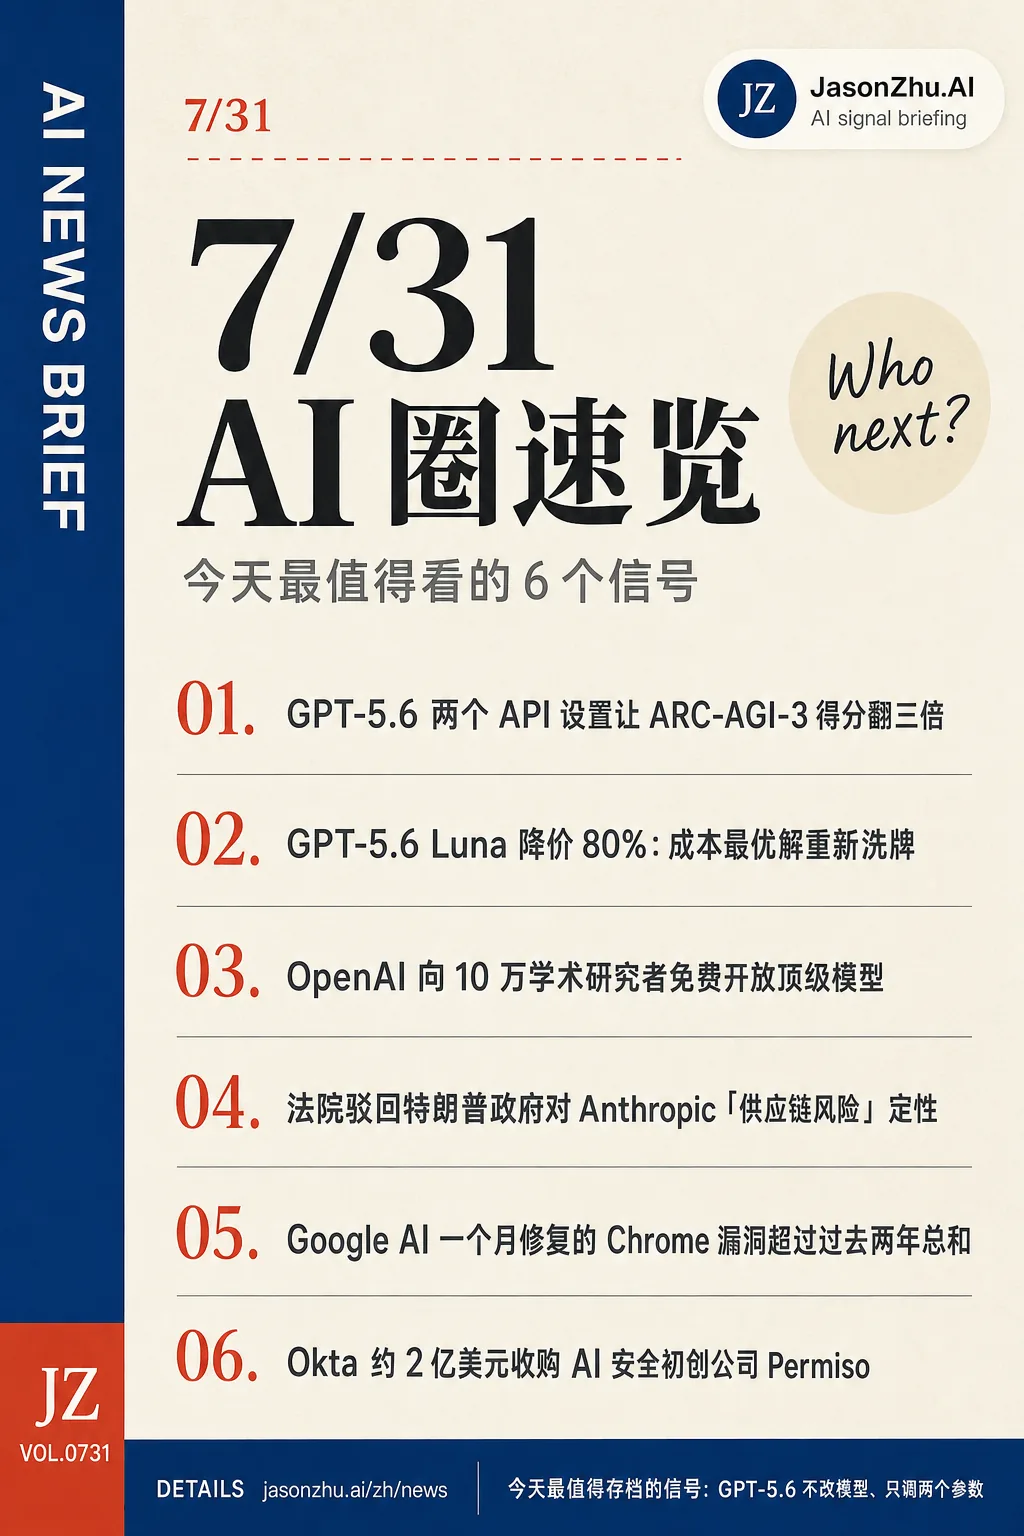 AI NEWS BRIEF
7/31
JZ
JasonZhu.AI
AI signal briefing
7/31
AI 圈速览
Who
next?
今天最值得看的 6 个信号
01. GPT-5.6 两个 API 设置让 ARC-AGI-3 得分翻三倍
02. GPT-5.6 Luna 降价 80%：成本最优解重新洗牌
03. OpenAI 向 10 万学术研究者免费开放顶级模型
04. 法院驳回特朗普政府对 Anthropic「供应链风险」定性
05. Google AI 一个月修复的 Chrome 漏洞超过过去两年总和
06. Okta 约 2 亿美元收购 AI 安全初创公司 Permiso
JZ
VOL.0731
DETAILS jasonzhu.ai/zh/news
今天最值得存档的信号：GPT-5.6 不改模型、只调两个参数